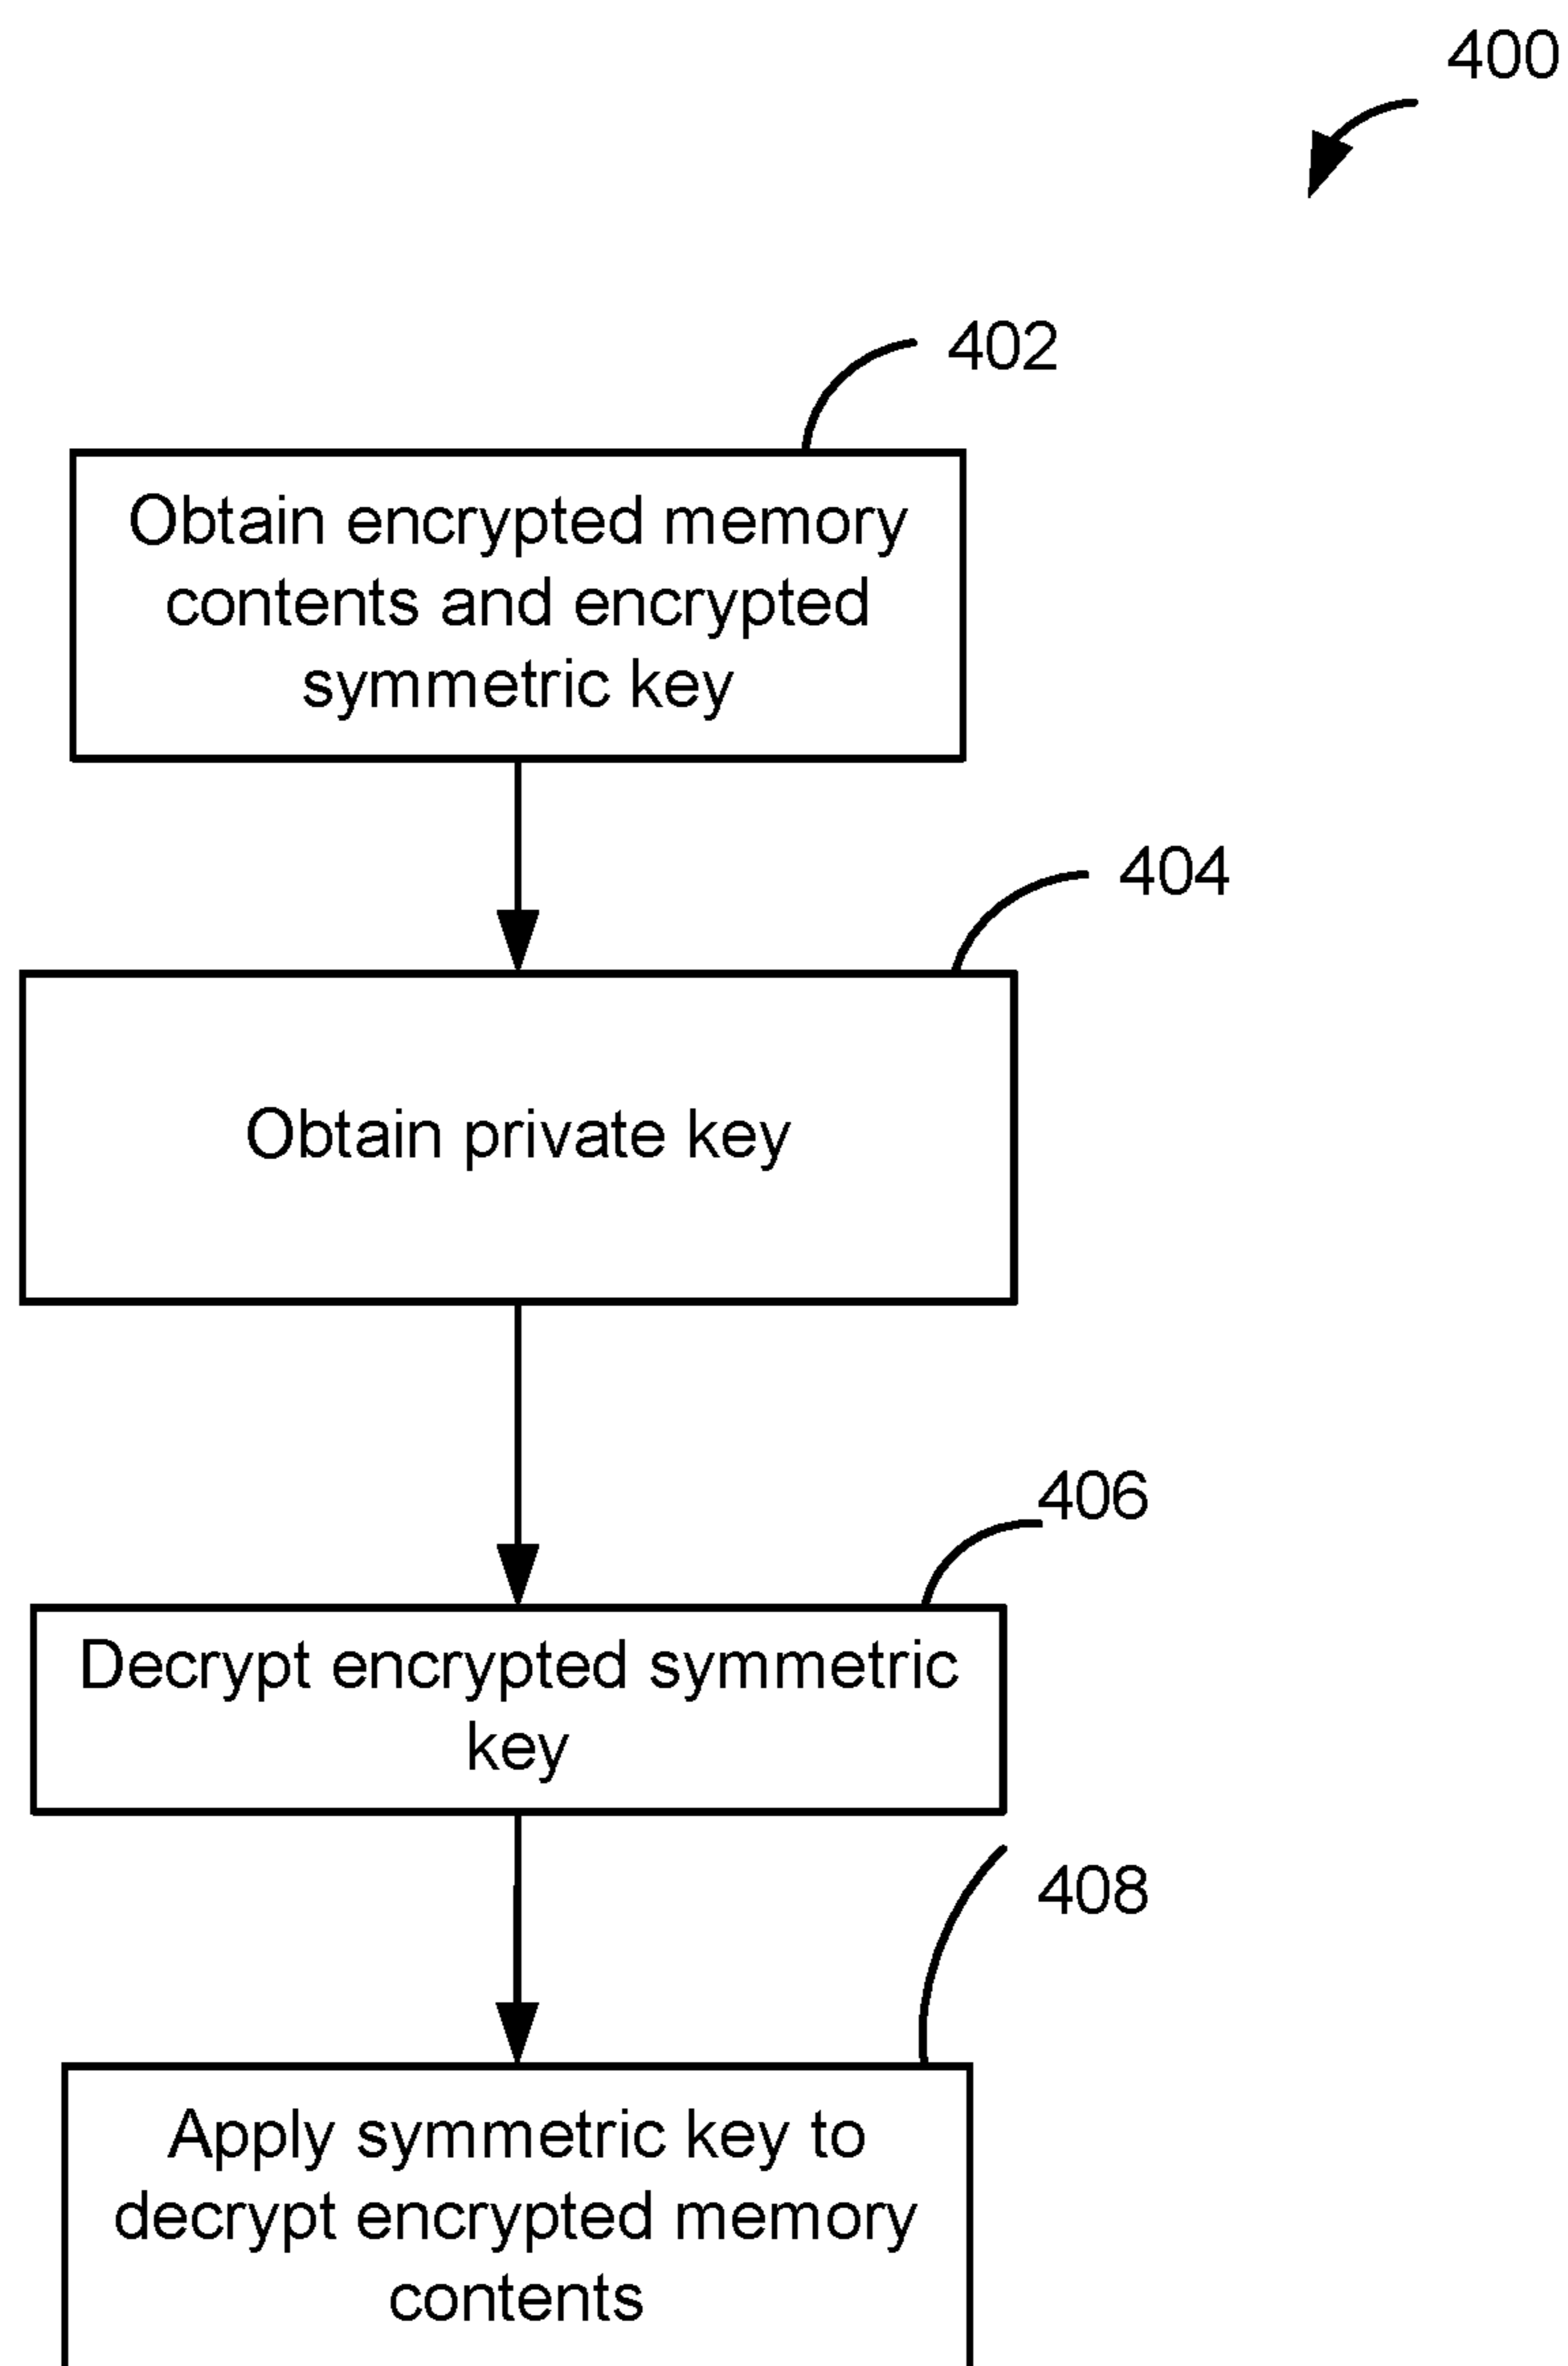 400
402
Obtain encrypted memory
contents and encrypted
symmetric key
404
Obtain private key
406
Decrypt encrypted symmetric
key
408
Apply symmetric key to
decrypt encrypted memory
contents